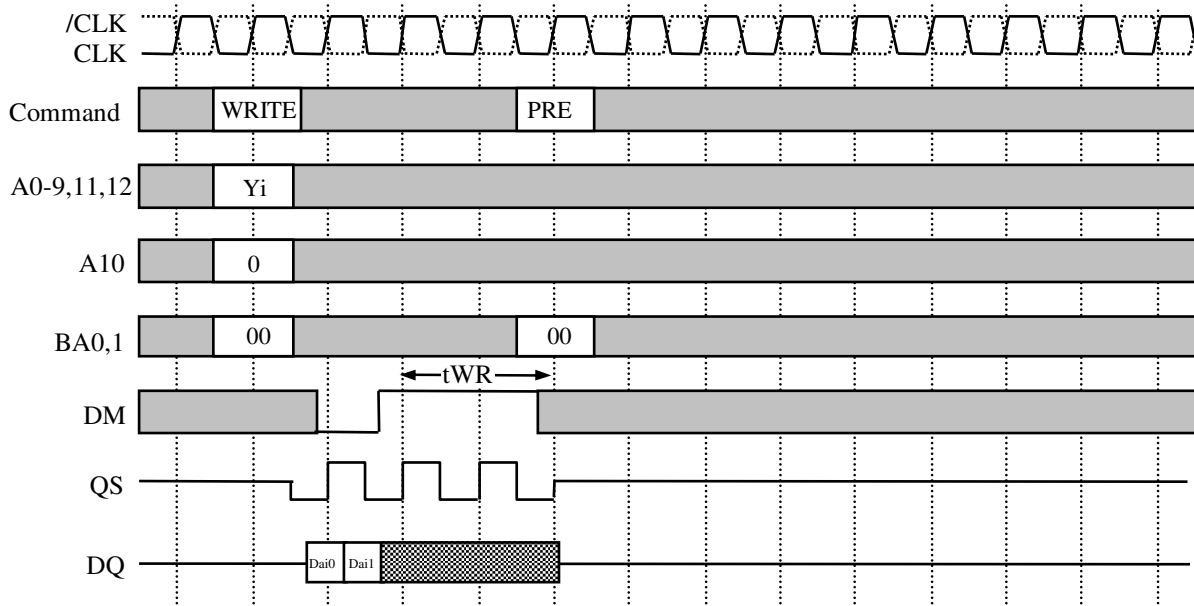 /CLK
CLK
Command WRITE PRE
A0-9,11,12 Yi
A10 0
BA0,1 00 00
tWR
DM
QS
DQ Dai0 Dai1